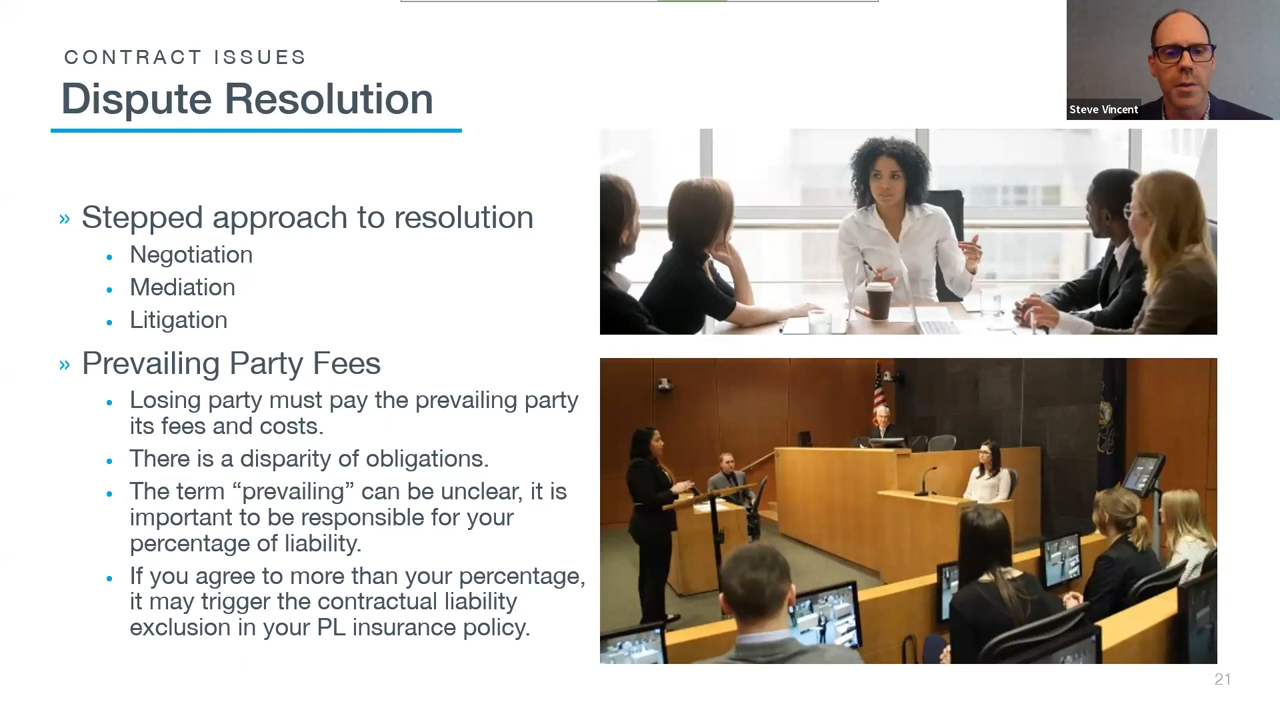 CONTRACT ISSUES
Dispute Resolution
Steve Vincent
» Stepped approach to resolution
• Negotiation
• Mediation
• Litigation
» Prevailing Party Fees
• Losing party must pay the prevailing party
its fees and costs.
• There is a disparity of obligations.
• The term “prevailing” can be unclear, it is
important to be responsible for your
percentage of liability.
• If you agree to more than your percentage,
it may trigger the contractual liability
exclusion in your PL insurance policy.
21